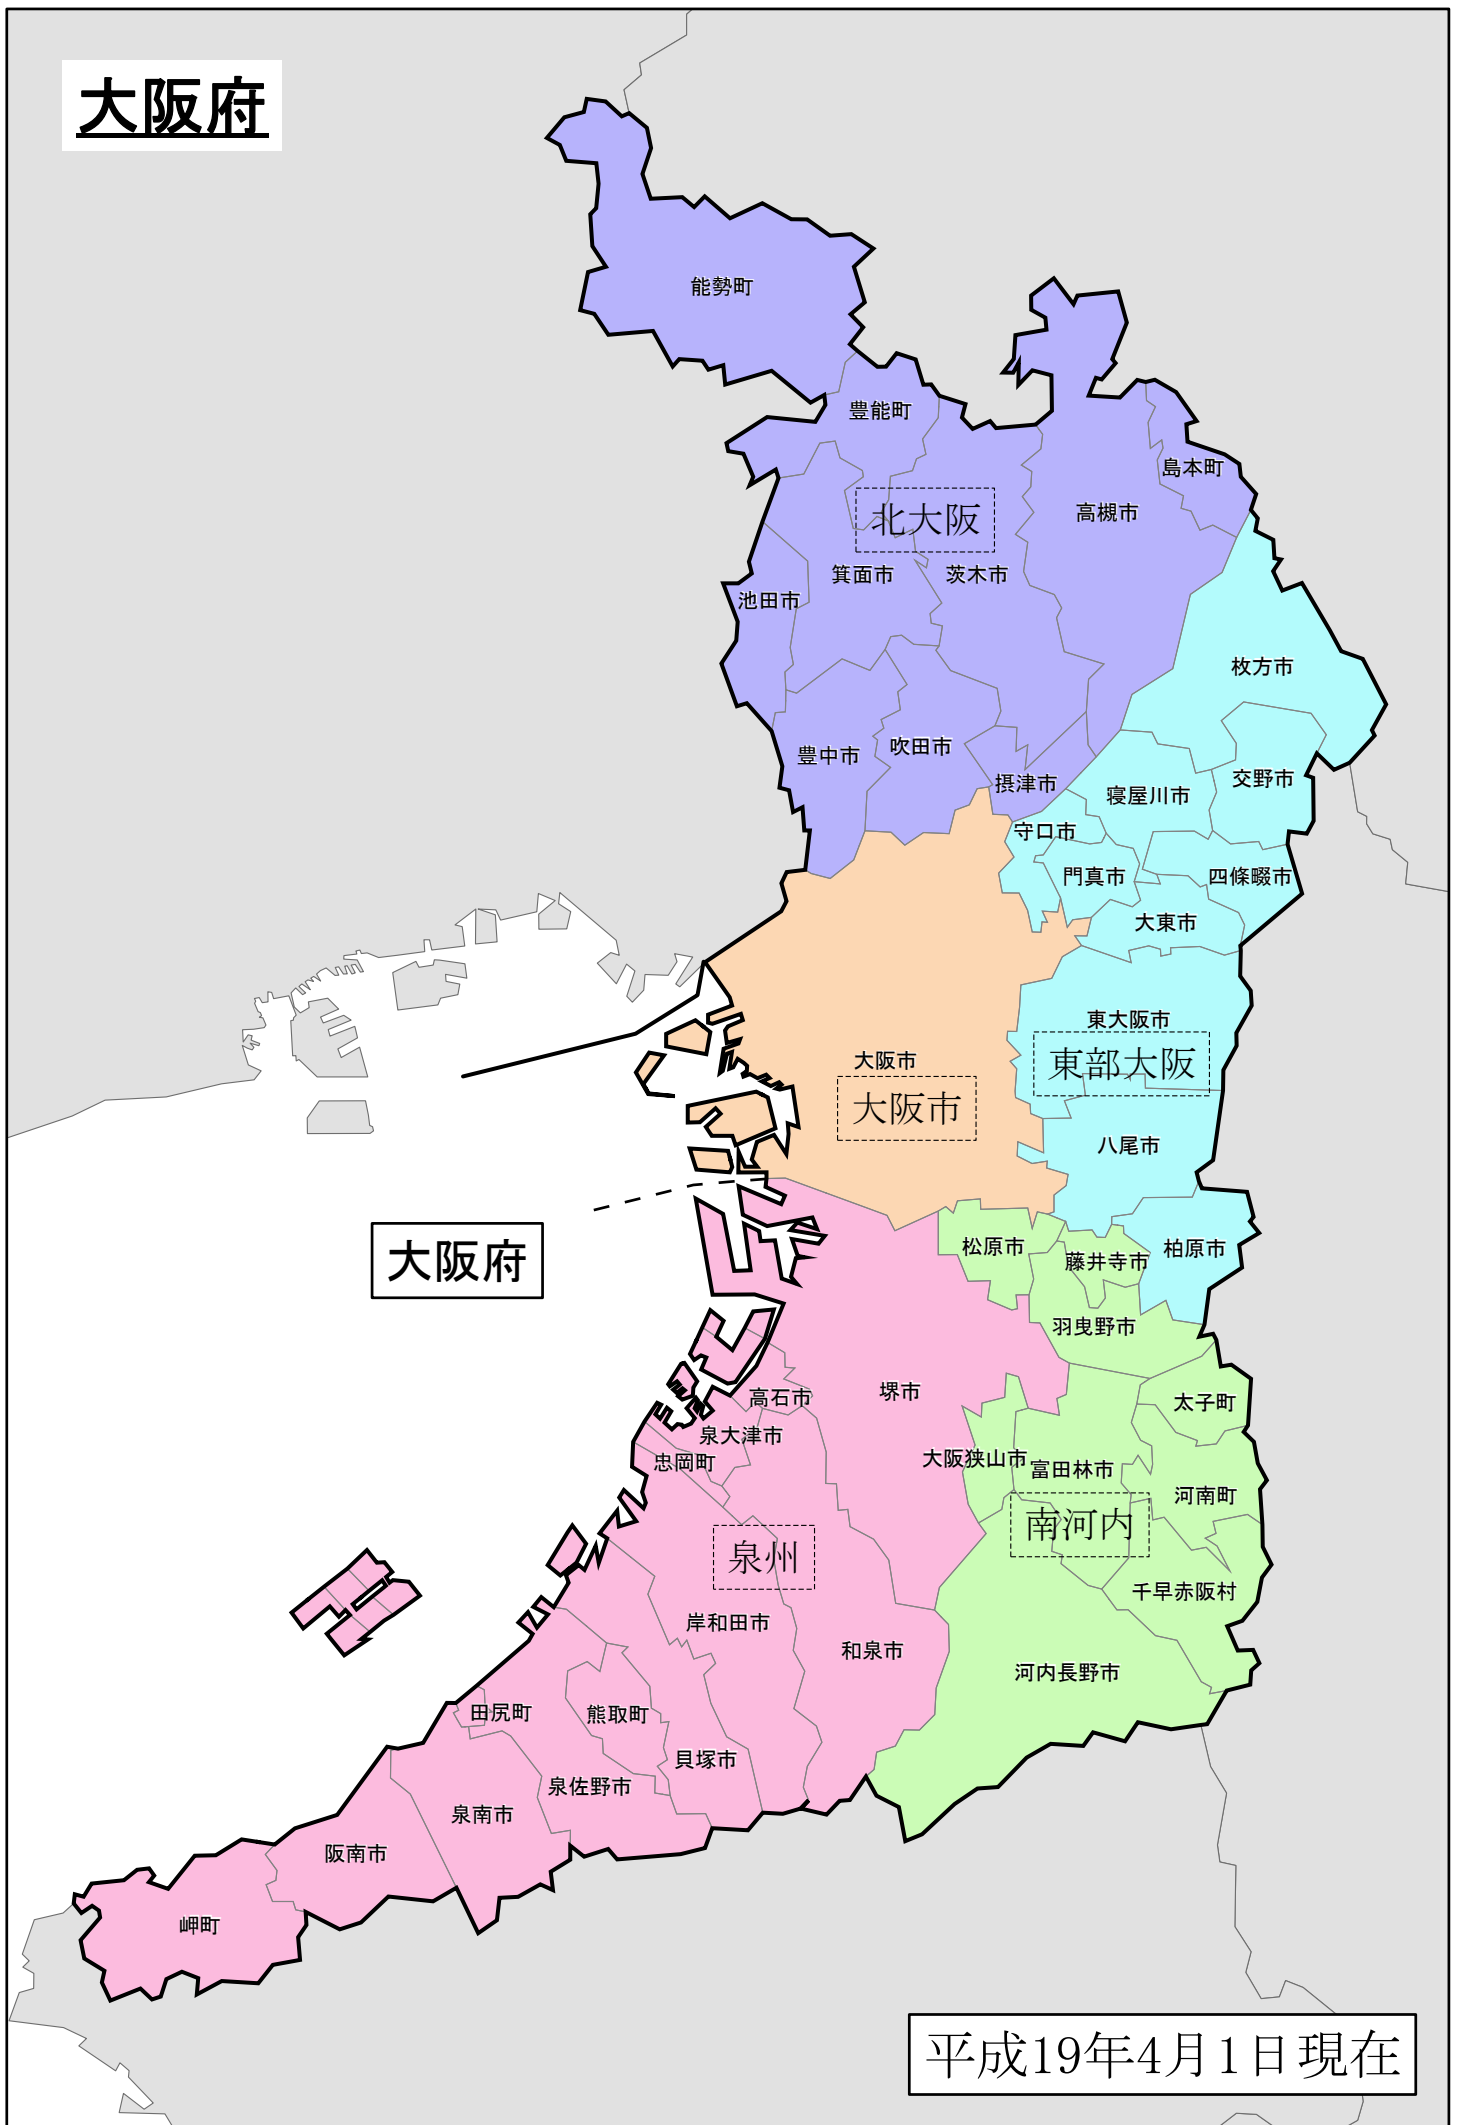 大阪府
能勢町
豊能町
島本町
高槻市
北大阪
箕面市
茨木市
池田市
枚方市
豊中市
吹田市
摂津市
寝屋川市
交野市
守口市
門真市
四條畷市
大東市
東大阪市
東部大阪
大阪市
大阪市
八尾市
大阪府
松原市
藤井寺市
柏原市
羽曳野市
高石市
堺市
太子町
泉大津市
忠岡町
大阪狭山市
富田林市
河南町
南河内
泉州
千早赤阪村
岸和田市
和泉市
河内長野市
田尻町
熊取町
貝塚市
泉佐野市
泉南市
阪南市
岬町
平成19年4月1日現在